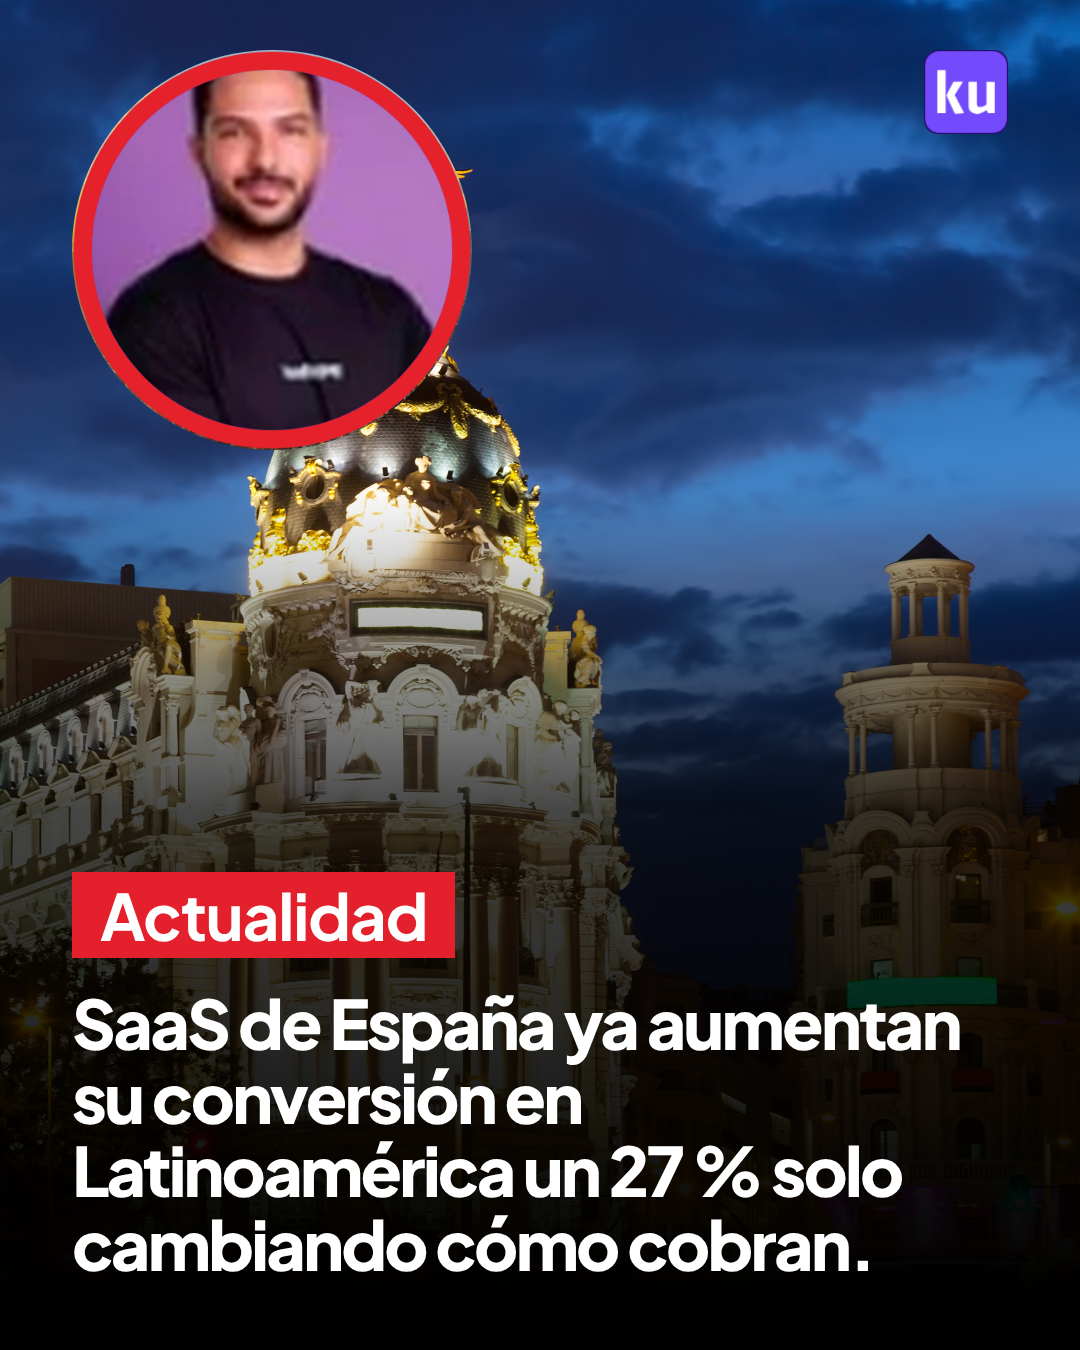 ku
Actualidad
SaaS de España ya aumentan
su conversión en
Latinoamérica un 27 % solo
cambiando cómo cobran.